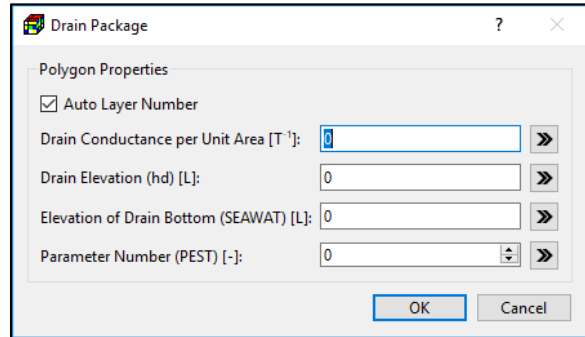 Drain Package
Polygon Properties
Auto Layer Number
Drain Conductance per Unit Area [T⁻¹]: 0
Drain Elevation (hd) [L]: 0
Elevation of Drain Bottom (SEAWAT) [L]: 0
Parameter Number (PEST) [-]: 0
OK Cancel